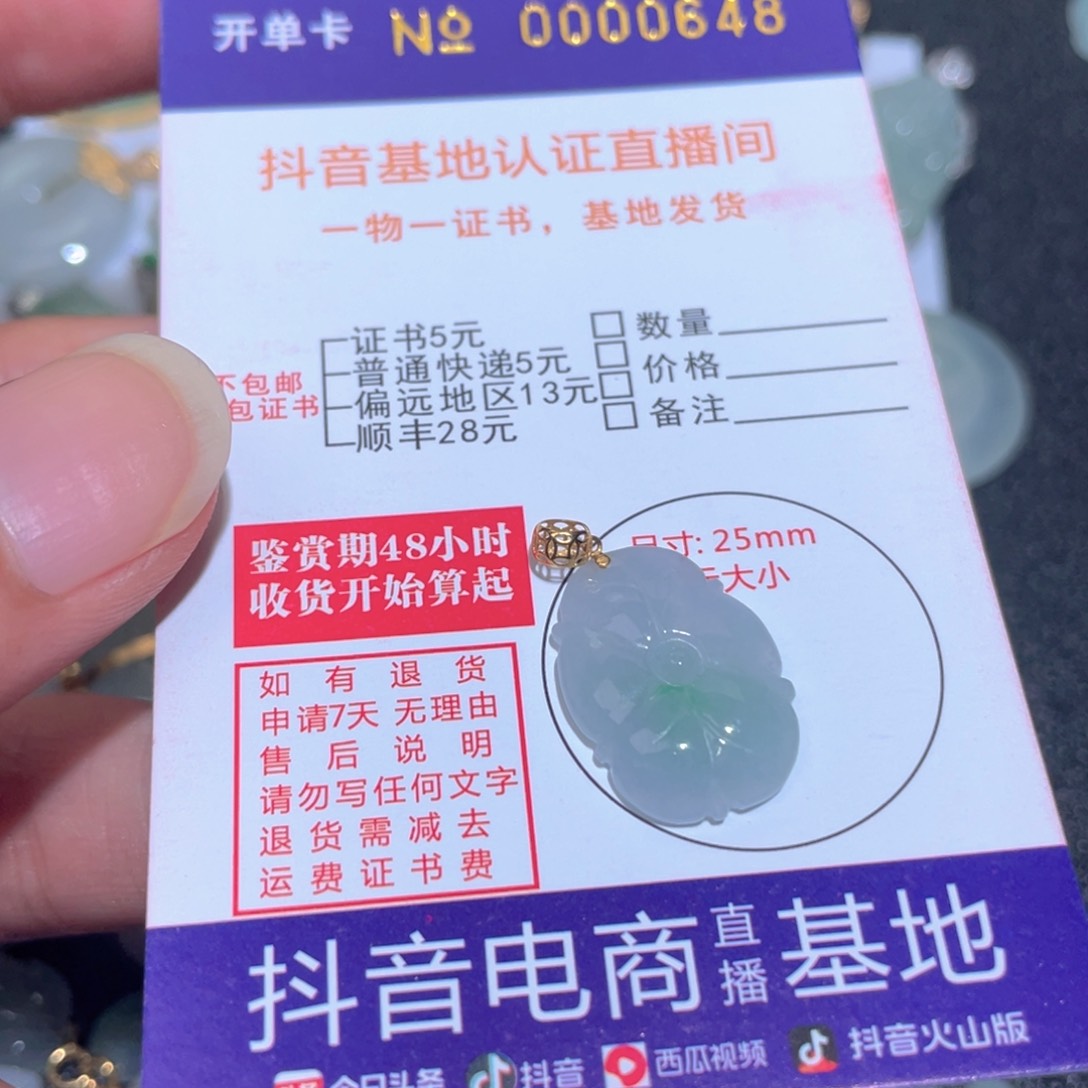 开单卡 № 0000648
抖音基地认证直播间
一物一证书，基地发货
不包邮
包证书
证书5元
普通快递5元
偏远地区13元
顺丰28元
数量
价格
备注
鉴赏期48小时
收货开始算起
尺寸: 25mm
大小
如有退货
申请7天 无理由
售后说明
请勿写任何文字
退货需减去
运费证书费
抖音电商直播基地
今日头条 抖音 西瓜视频 抖音火山版